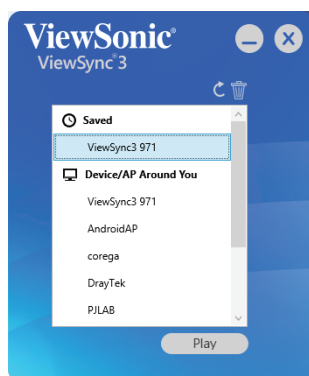 ViewSonic®
ViewSync®3
Saved
ViewSync3 971
Device/AP Around You
ViewSync3 971
AndroidAP
corega
DrayTek
PJLAB
Play